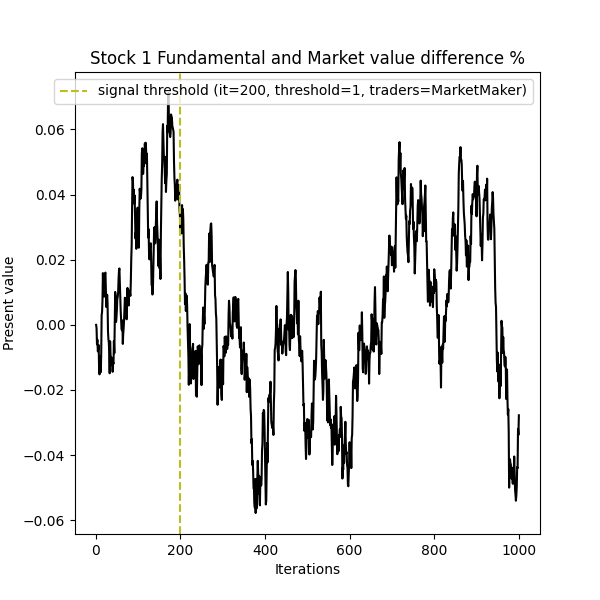 Stock 1 Fundamental and Market value difference %
signal threshold (it=200, threshold=1, traders=MarketMaker)
0.06
0.04
0.02
0.00
−0.02
−0.04
−0.06
Present value
0 200 400 600 800 1000
Iterations